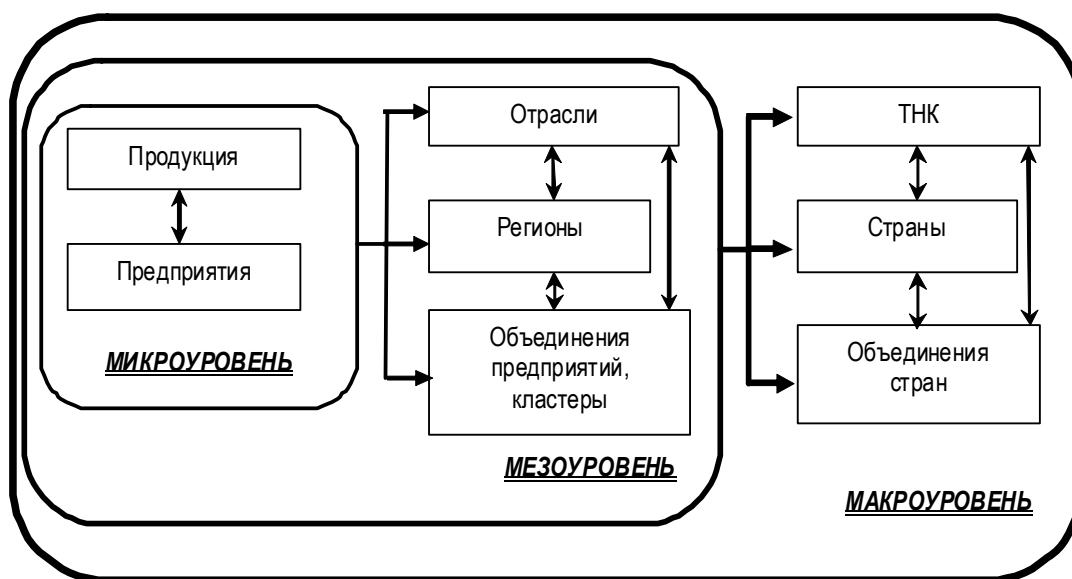 Продукция
Предприятия
МИКРОУРОВЕНЬ
Отрасли
Регионы
Объединения
предприятий,
кластеры
МЕЗОУРОВЕНЬ
ТНК
Страны
Объединения
стран
МАКРОУРОВЕНЬ